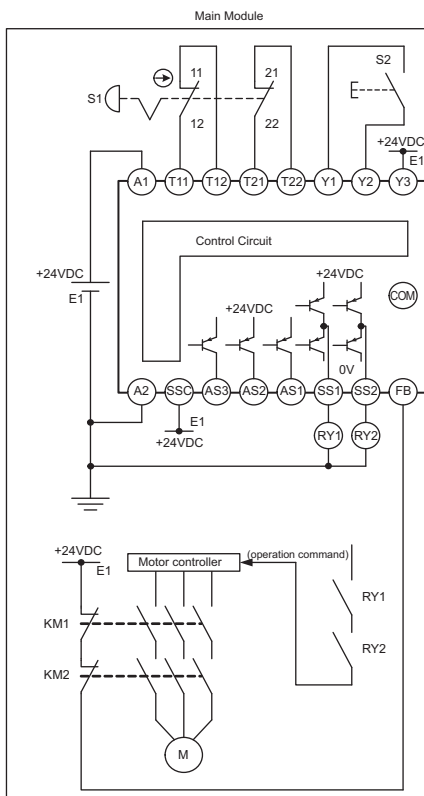 Main Module
S1
11
12
21
22
S2
+24VDC
E1
A1
T11
T12
T21
T22
Y1
Y2
Y3
Control Circuit
+24VDC
E1
+24VDC
+24VDC
COM
0V
A2
SSC
AS3
AS2
AS1
SS1
SS2
FB
E1
+24VDC
RY1
RY2
+24VDC
E1
Motor controller
(operation command)
RY1
KM1
RY2
KM2
M